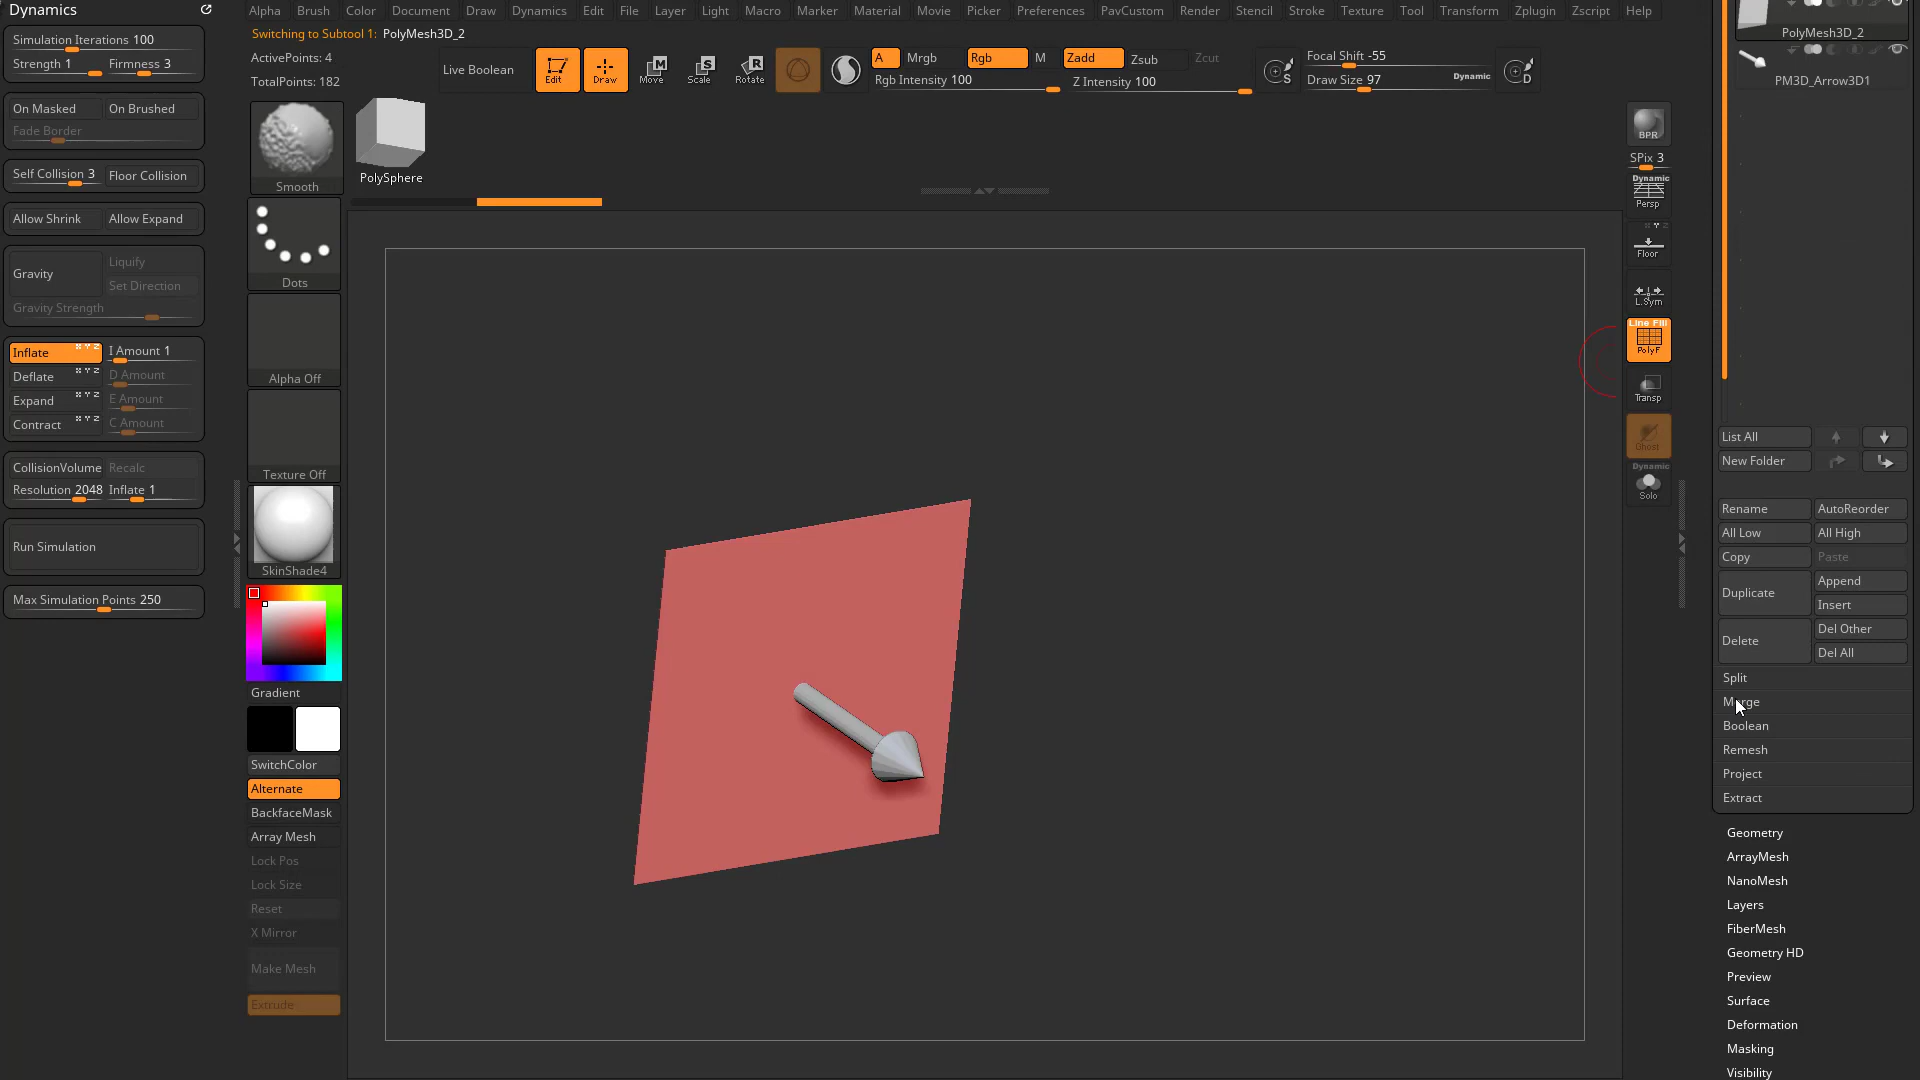 Dynamics
Alpha Brush Color Document Draw Dynamics Edit File Layer Light Macro Marker Material Movie Picker Preferences PavCustom Render Stencil Stroke Texture Tool Transform Zplugin Zscript Help
Switching to Subtool 1: PolyMesh3D_2
ActivePoints: 4
TotalPoints: 182
Live Boolean
Edit
Draw
Move
Scale
Rotate
A Mrgb Rgb M Zadd Zsub Zcut
Rgb Intensity 100
Z Intensity 100
Focal Shift -55
Draw Size 97
Dynamic
S
D
Simulation Iterations 100
Strength 1
Firmness 3
On Masked
On Brushed
Fade Border
Self Collision 3
Floor Collision
Allow Shrink
Allow Expand
Gravity
Liquify
Set Direction
Gravity Strength
Inflate
I Amount 1
Deflate
D Amount
Expand
E Amount
Contract
C Amount
CollisionVolume
Recalc
Resolution 2048
Inflate 1
Run Simulation
Max Simulation Points 250
Smooth
PolySphere
Dots
Alpha Off
Texture Off
SkinShade4
Gradient
SwitchColor
Alternate
BackfaceMask
Array Mesh
Lock Pos
Lock Size
Reset
X Mirror
Make Mesh
Extrude
BPR
SPix 3
Dynamic
Persp
Floor
L.Sym
Line Fill
PolyF
Transp
Ghost
Dynamic
Solo
PolyMesh3D_2
PM3D_Arrow3D1
List All
New Folder
Rename
AutoReorder
All Low
All High
Copy
Paste
Duplicate
Append
Insert
Delete
Del Other
Del All
Split
Merge
Boolean
Remesh
Project
Extract
Geometry
ArrayMesh
NanoMesh
Layers
FiberMesh
Geometry HD
Preview
Surface
Deformation
Masking
Visibility